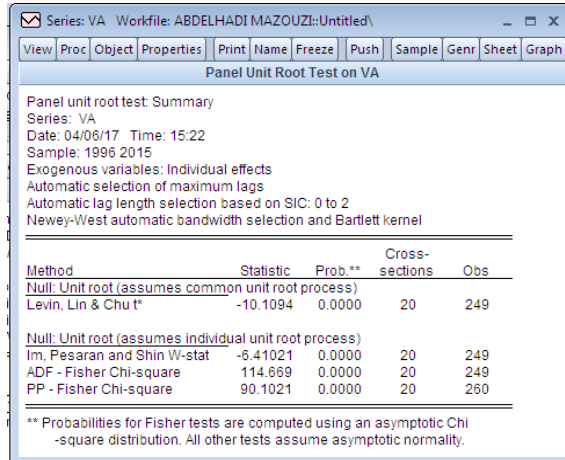 Series: VA Workfile: ABDELHADI MAZOUZI::Untitled\
View Proc Object Properties Print Name Freeze Push Sample Genr Sheet Graph
Panel Unit Root Test on VA
Panel unit root test: Summary
Series: VA
Date: 04/06/17 Time: 15:22
Sample: 1996 2015
Exogenous variables: Individual effects
Automatic selection of maximum lags
Automatic lag length selection based on SIC: 0 to 2
Newey-West automatic bandwidth selection and Bartlett kernel
Cross-
Method Statistic Prob.** sections Obs
Null: Unit root (assumes common unit root process)
Levin, Lin & Chu t* -10.1094 0.0000 20 249
Null: Unit root (assumes individual unit root process)
Im, Pesaran and Shin W-stat -6.41021 0.0000 20 249
ADF - Fisher Chi-square 114.669 0.0000 20 249
PP - Fisher Chi-square 90.1021 0.0000 20 260
** Probabilities for Fisher tests are computed using an asymptotic Chi
-square distribution. All other tests assume asymptotic normality.